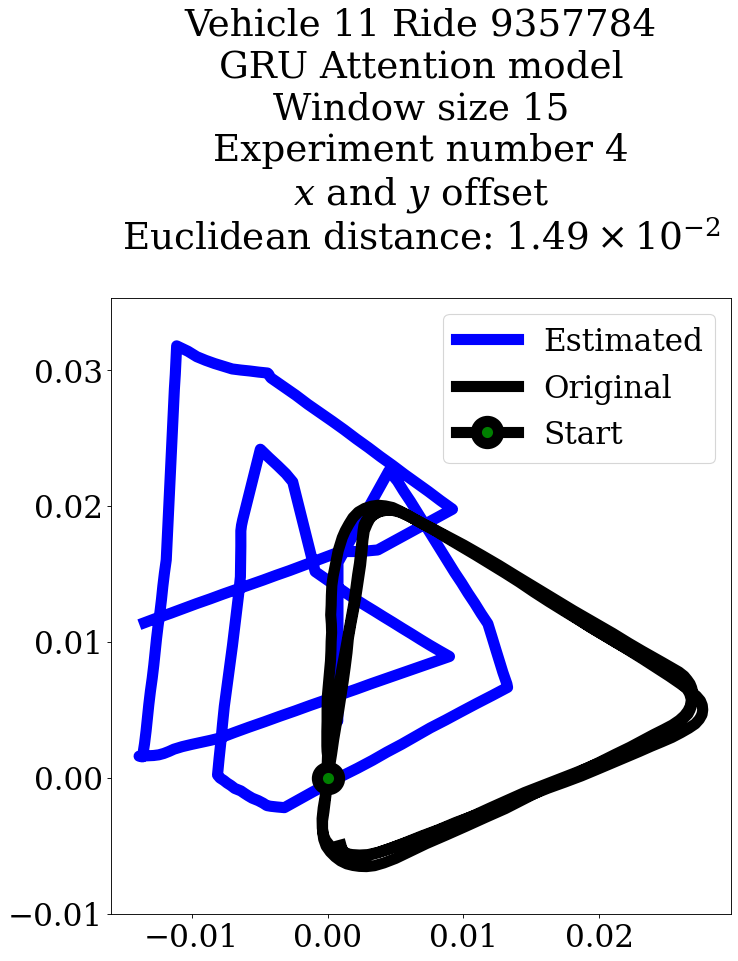 Vehicle 11 Ride 9357784
GRU Attention model
Window size 15
Experiment number 4
x and y offset
Euclidean distance: 1.49 × 10⁻²
Estimated
Original
Start
0.03
0.02
0.01
0.00
−0.01
−0.01 0.00 0.01 0.02